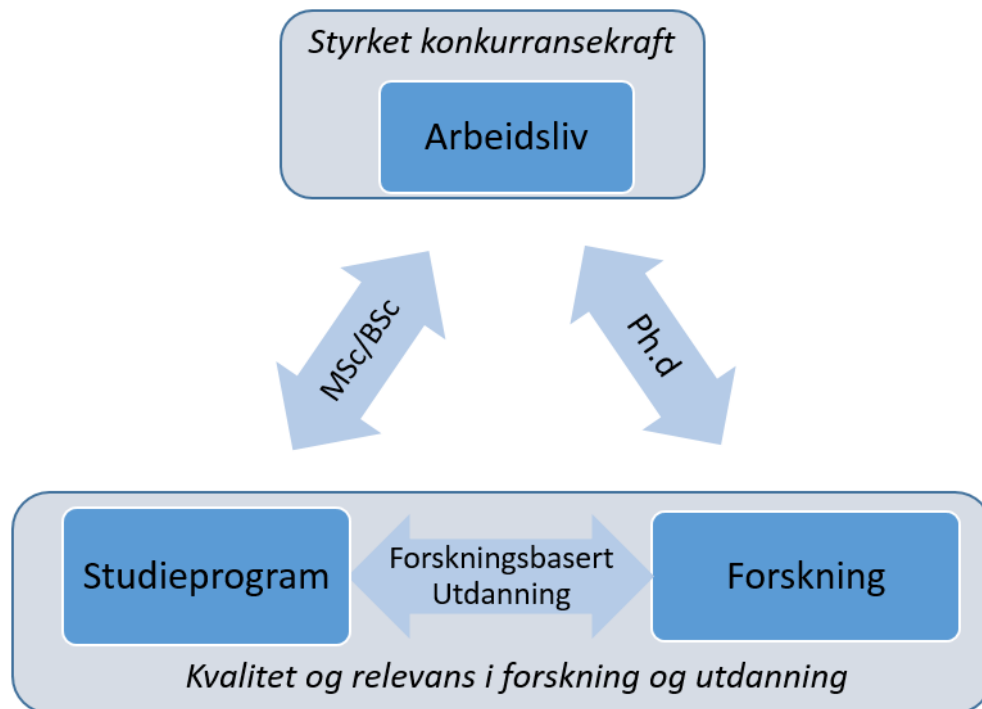 Styrket konkurransekraft
Arbeidsliv
MSc/BSc
Ph.d
Studieprogram
Forskningsbasert
Utdanning
Forskning
Kvalitet og relevans i forskning og utdanning